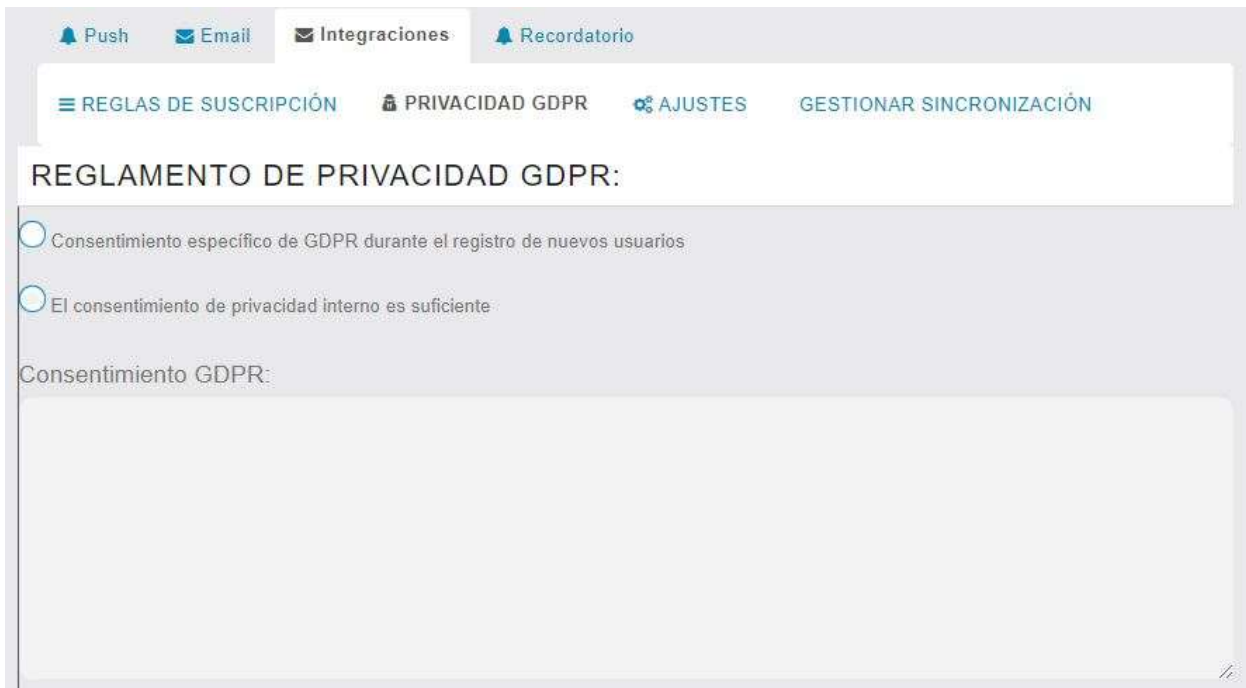 Push Email Integraciones Recordatorio
REGLAS DE SUSCRIPCIÓN PRIVACIDAD GDPR AJUSTES GESTIONAR SINCRONIZACIÓN
REGLAMENTO DE PRIVACIDAD GDPR:
Consentimiento específico de GDPR durante el registro de nuevos usuarios
El consentimiento de privacidad interno es suficiente
Consentimiento GDPR: